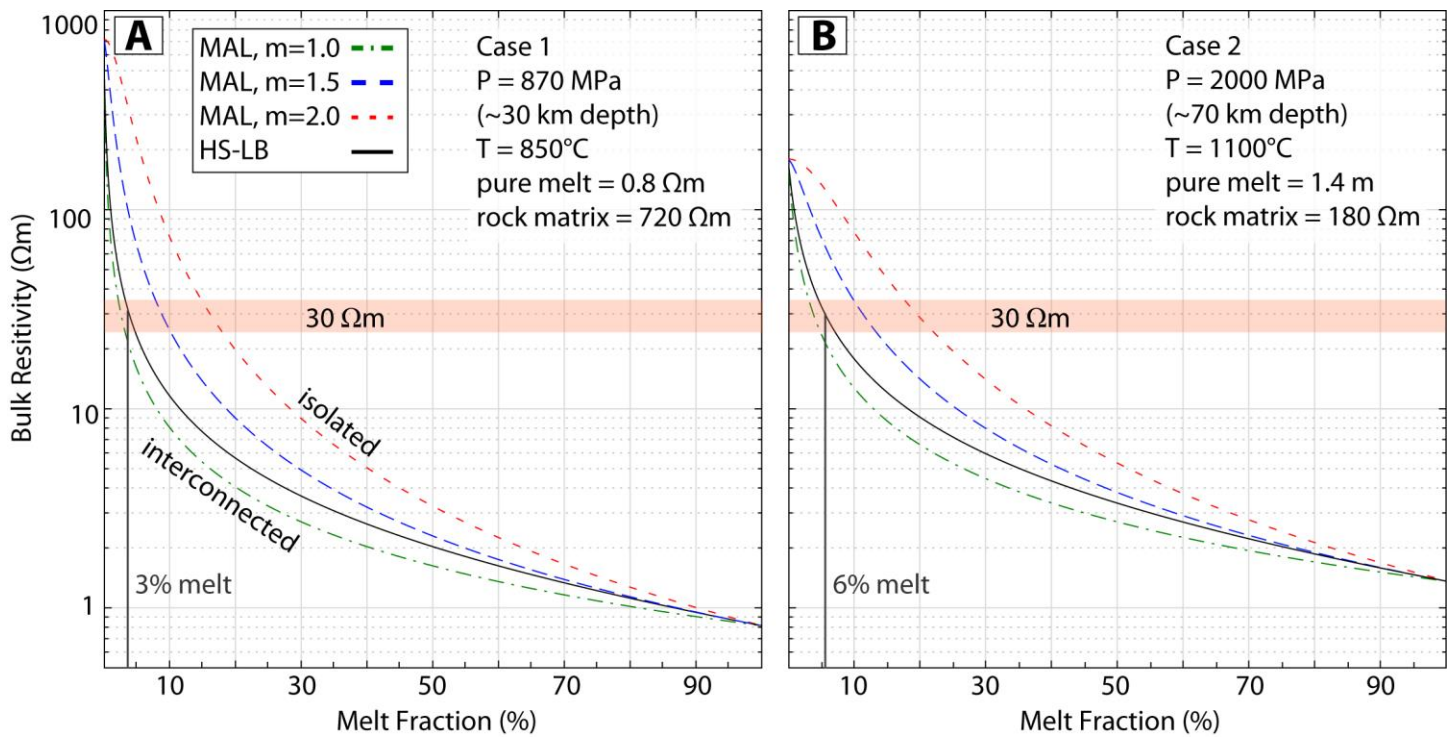 A
MAL, m=1.0
MAL, m=1.5
MAL, m=2.0
HS-LB
Case 1
P = 870 MPa
(~30 km depth)
T = 850°C
pure melt = 0.8 Ωm
rock matrix = 720 Ωm
30 Ωm
isolated
interconnected
3% melt
1000
100
10
1
Bulk Resitivity (Ωm)
10 30 50 70 90
Melt Fraction (%)
B
Case 2
P = 2000 MPa
(~70 km depth)
T = 1100°C
pure melt = 1.4 m
rock matrix = 180 Ωm
30 Ωm
6% melt
10 30 50 70 90
Melt Fraction (%)